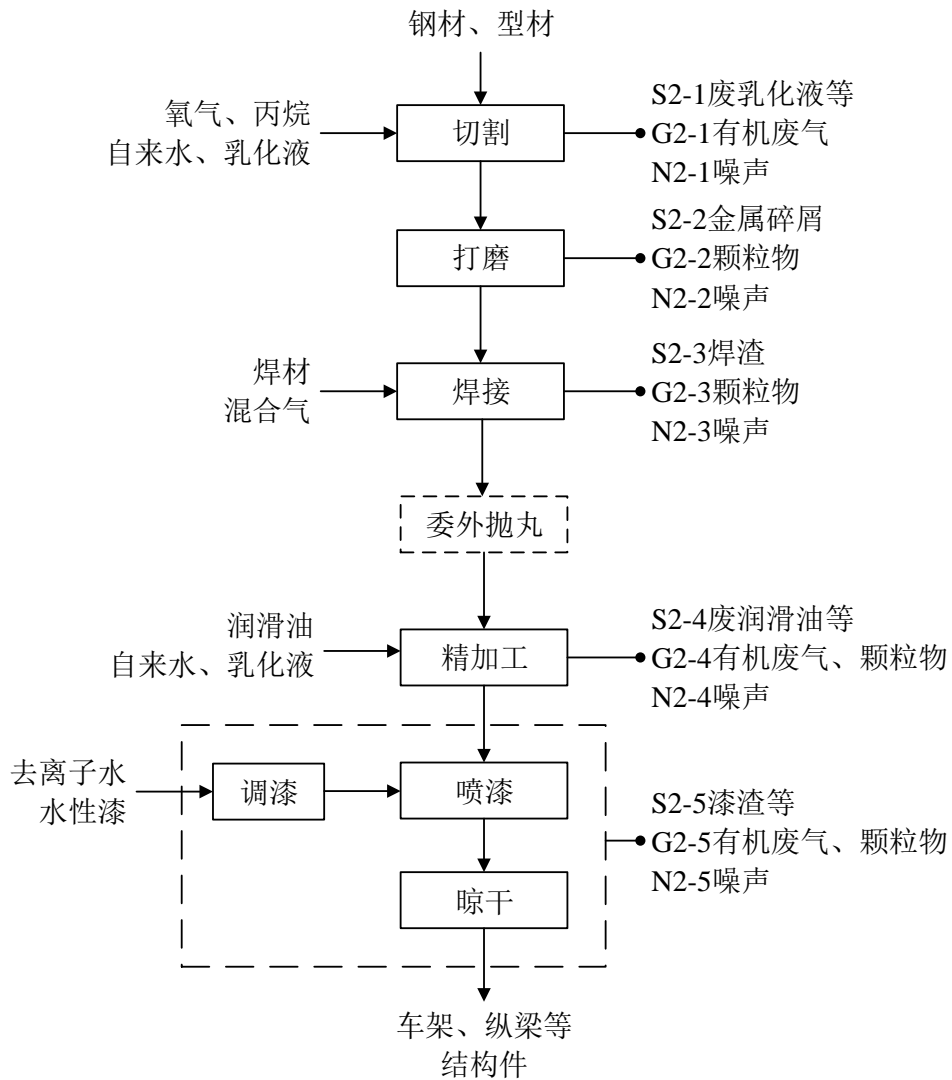 钢材、型材
氧气、丙烷
自来水、乳化液
切割
S2-1废乳化液等
G2-1有机废气
N2-1噪声
打磨
S2-2金属碎屑
G2-2颗粒物
N2-2噪声
焊材
混合气
焊接
S2-3焊渣
G2-3颗粒物
N2-3噪声
委外抛丸
润滑油
自来水、乳化液
精加工
S2-4废润滑油等
G2-4有机废气、颗粒物
N2-4噪声
去离子水
水性漆
调漆
喷漆
晾干
S2-5漆渣等
G2-5有机废气、颗粒物
N2-5噪声
车架、纵梁等
结构件